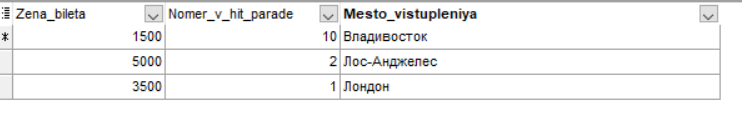 Zena_bileta Nomer_v_hit_parade Mesto_vistupleniya
* 1500 10 Владивосток
5000 2 Лос-Анджелес
3500 1 Лондон